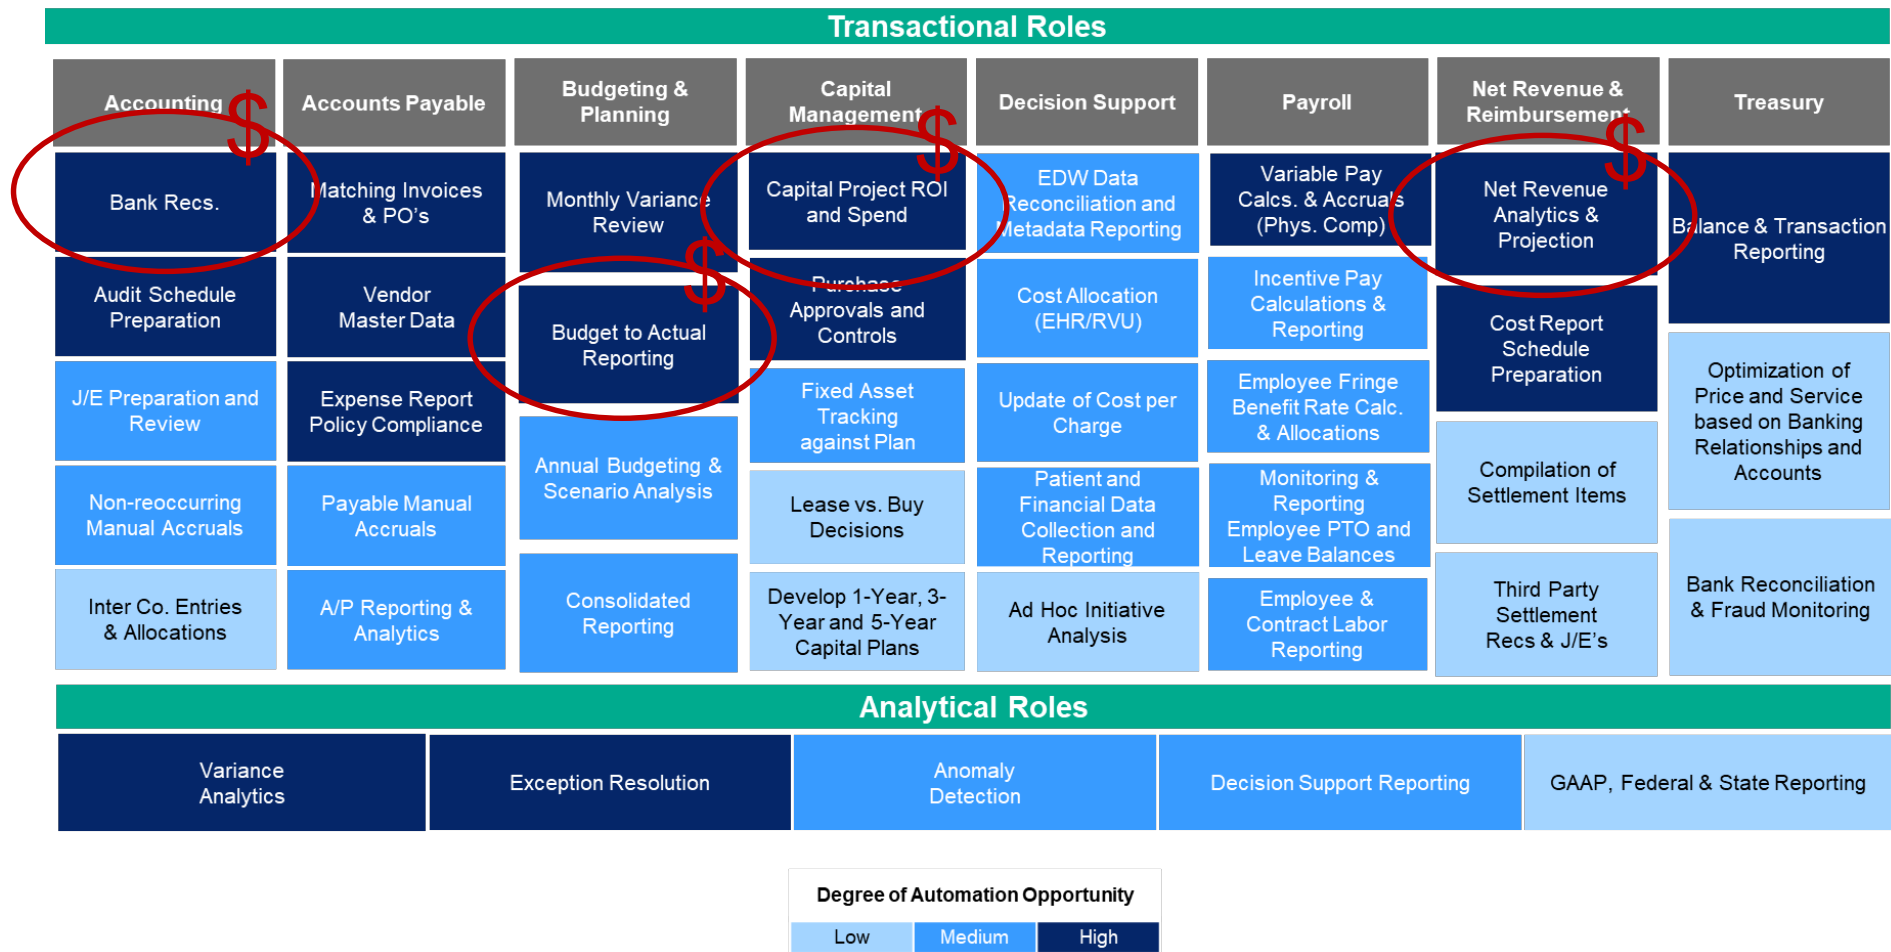 Transactional Roles
Accounting
$
Bank Recs.
Audit Schedule
Preparation
J/E Preparation and
Review
Non-reoccurring
Manual Accruals
Inter Co. Entries
& Allocations
Accounts Payable
Matching Invoices
& PO's
Vendor
Master Data
Expense Report
Policy Compliance
Payable Manual
Accruals
A/P Reporting &
Analytics
Budgeting &
Planning
Monthly Variance
Review
$
Budget to Actual
Reporting
Annual Budgeting &
Scenario Analysis
Consolidated
Reporting
Capital
Management
$
Capital Project ROI
and Spend
Purchase
Approvals and
Controls
Fixed Asset
Tracking
against Plan
Lease vs. Buy
Decisions
Develop 1-Year, 3-
Year and 5-Year
Capital Plans
Decision Support
EDW Data
Reconciliation and
Metadata Reporting
Cost Allocation
(EHR/RVU)
Update of Cost per
Charge
Patient and
Financial Data
Collection and
Reporting
Ad Hoc Initiative
Analysis
Payroll
Variable Pay
Calcs. & Accruals
(Phys. Comp)
Incentive Pay
Calculations &
Reporting
Employee Fringe
Benefit Rate Calc.
& Allocations
Monitoring &
Reporting
Employee PTO and
Leave Balances
Employee &
Contract Labor
Reporting
Net Revenue &
Reimbursement
$
Net Revenue
Analytics &
Projection
Cost Report
Schedule
Preparation
Compilation of
Settlement Items
Third Party
Settlement
Recs & J/E's
Treasury
Balance & Transaction
Reporting
Optimization of
Price and Service
based on Banking
Relationships and
Accounts
Bank Reconciliation
& Fraud Monitoring
Analytical Roles
Variance
Analytics
Exception Resolution
Anomaly
Detection
Decision Support Reporting
GAAP, Federal & State Reporting
Degree of Automation Opportunity
Low
Medium
High